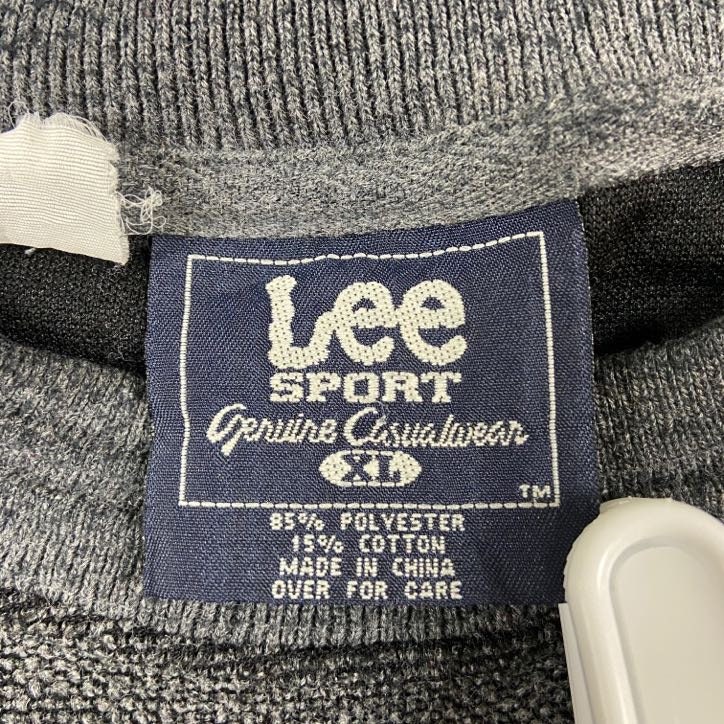 Lee
SPORT
Genuine Casualwear
XL
TM
85% POLYESTER
15% COTTON
MADE IN CHINA
OVER FOR CARE